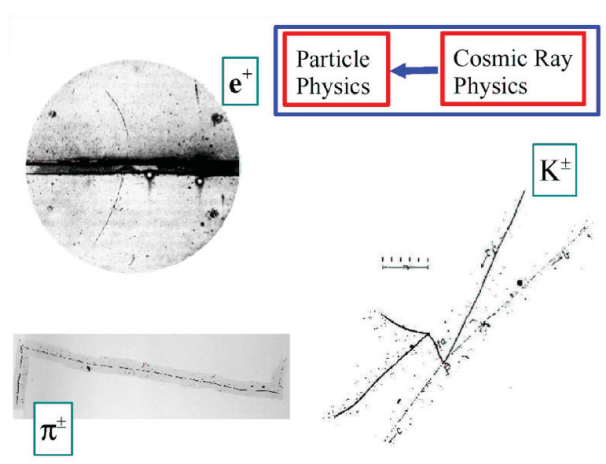 e⁺
Particle
Physics
Cosmic Ray
Physics
K±
π±